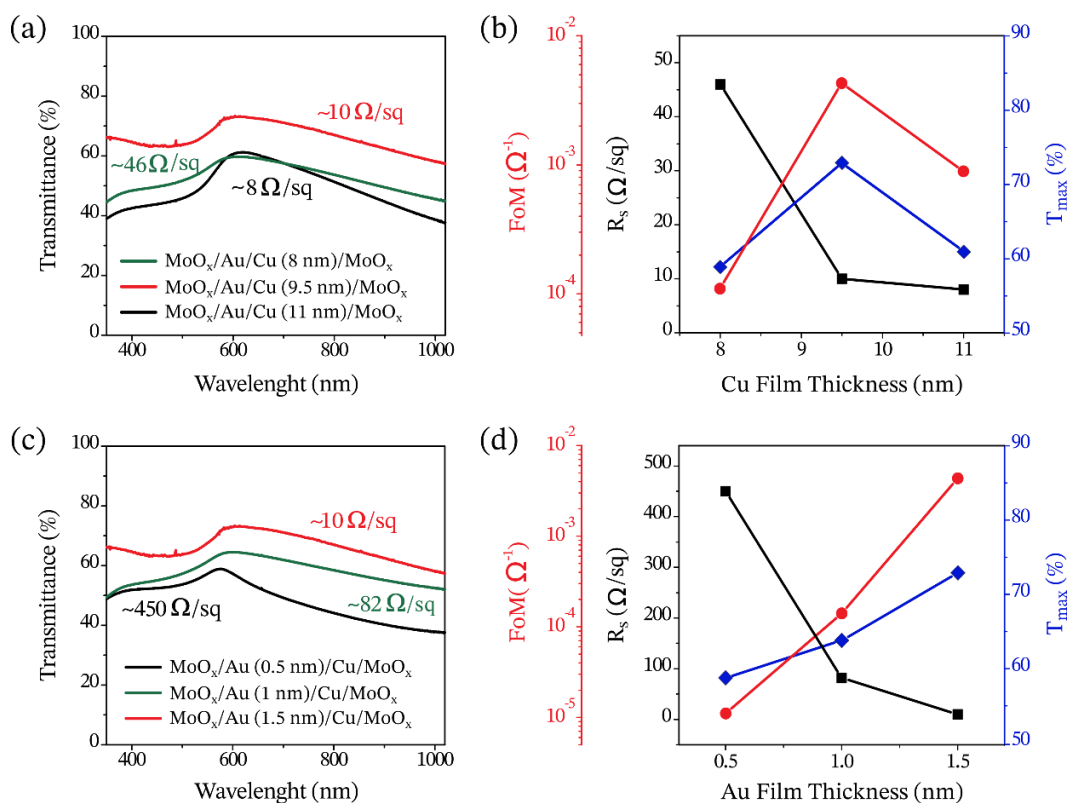 (a)
Transmittance (%)
100
80
60
40
20
0
400
600
800
1000
Wavelenght (nm)
~10 Ω/sq
~46 Ω/sq
~8 Ω/sq
MoOₓ/Au/Cu (8 nm)/MoOₓ
MoOₓ/Au/Cu (9.5 nm)/MoOₓ
MoOₓ/Au/Cu (11 nm)/MoOₓ
(b)
FoM (Ω⁻¹)
10⁻²
10⁻³
10⁻⁴
Rₛ (Ω/sq)
50
40
30
20
10
0
8
9
10
11
Cu Film Thickness (nm)
90
80
70
60
50
Tₘₐₓ (%)
(c)
Transmittance (%)
100
80
60
40
20
0
400
600
800
1000
Wavelenght (nm)
~10 Ω/sq
~450 Ω/sq
~82 Ω/sq
MoOₓ/Au (0.5 nm)/Cu/MoOₓ
MoOₓ/Au (1 nm)/Cu/MoOₓ
MoOₓ/Au (1.5 nm)/Cu/MoOₓ
(d)
FoM( Ω⁻¹)
10⁻²
10⁻³
10⁻⁴
10⁻⁵
Rₛ (Ω/sq)
500
400
300
200
100
0
0.5
1.0
1.5
Au Film Thickness (nm)
90
80
70
60
50
Tₘₐₓ (%)